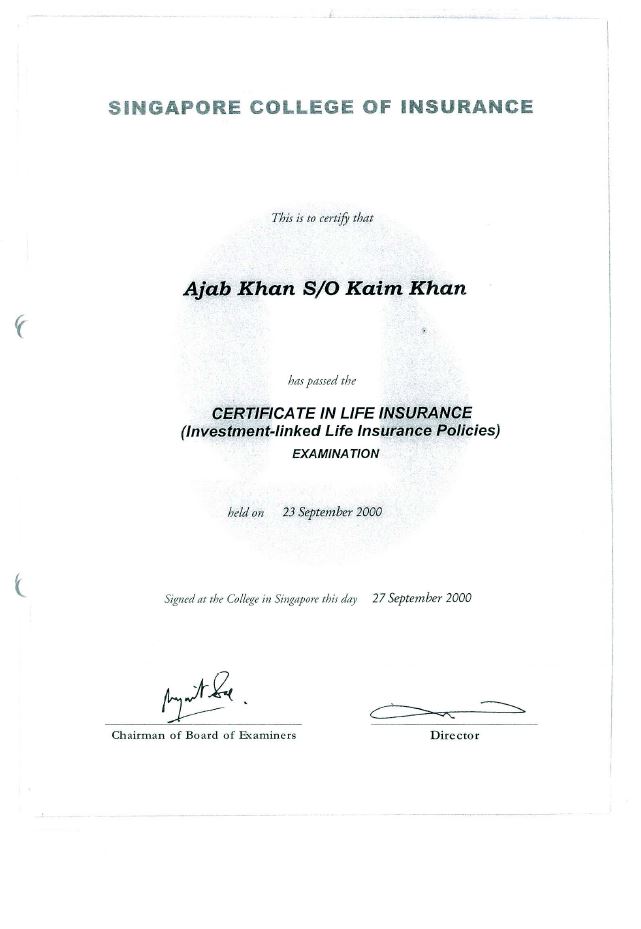 SINGAPORE COLLEGE OF INSURANCE
This is to certify that
Ajab Khan S/O Kaim Khan
has passed the
CERTIFICATE IN LIFE INSURANCE
(Investment-linked Life Insurance Policies)
EXAMINATION
held on 23 September 2000
Signed at the College in Singapore this day 27 September 2000
Chairman of Board of Examiners Director